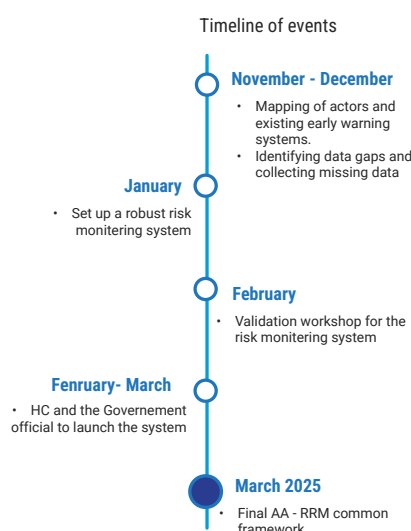 Timeline of events
November - December
• Mapping of actors and
existing early warning
systems.
• Identifying data gaps and
collecting missing data
January
• Set up a robust risk
monitering system
February
• Validation workshop for the
risk monitering system
Fenruary- March
• HC and the Governement
official to launch the system
March 2025
• Final AA - RRM common
framework